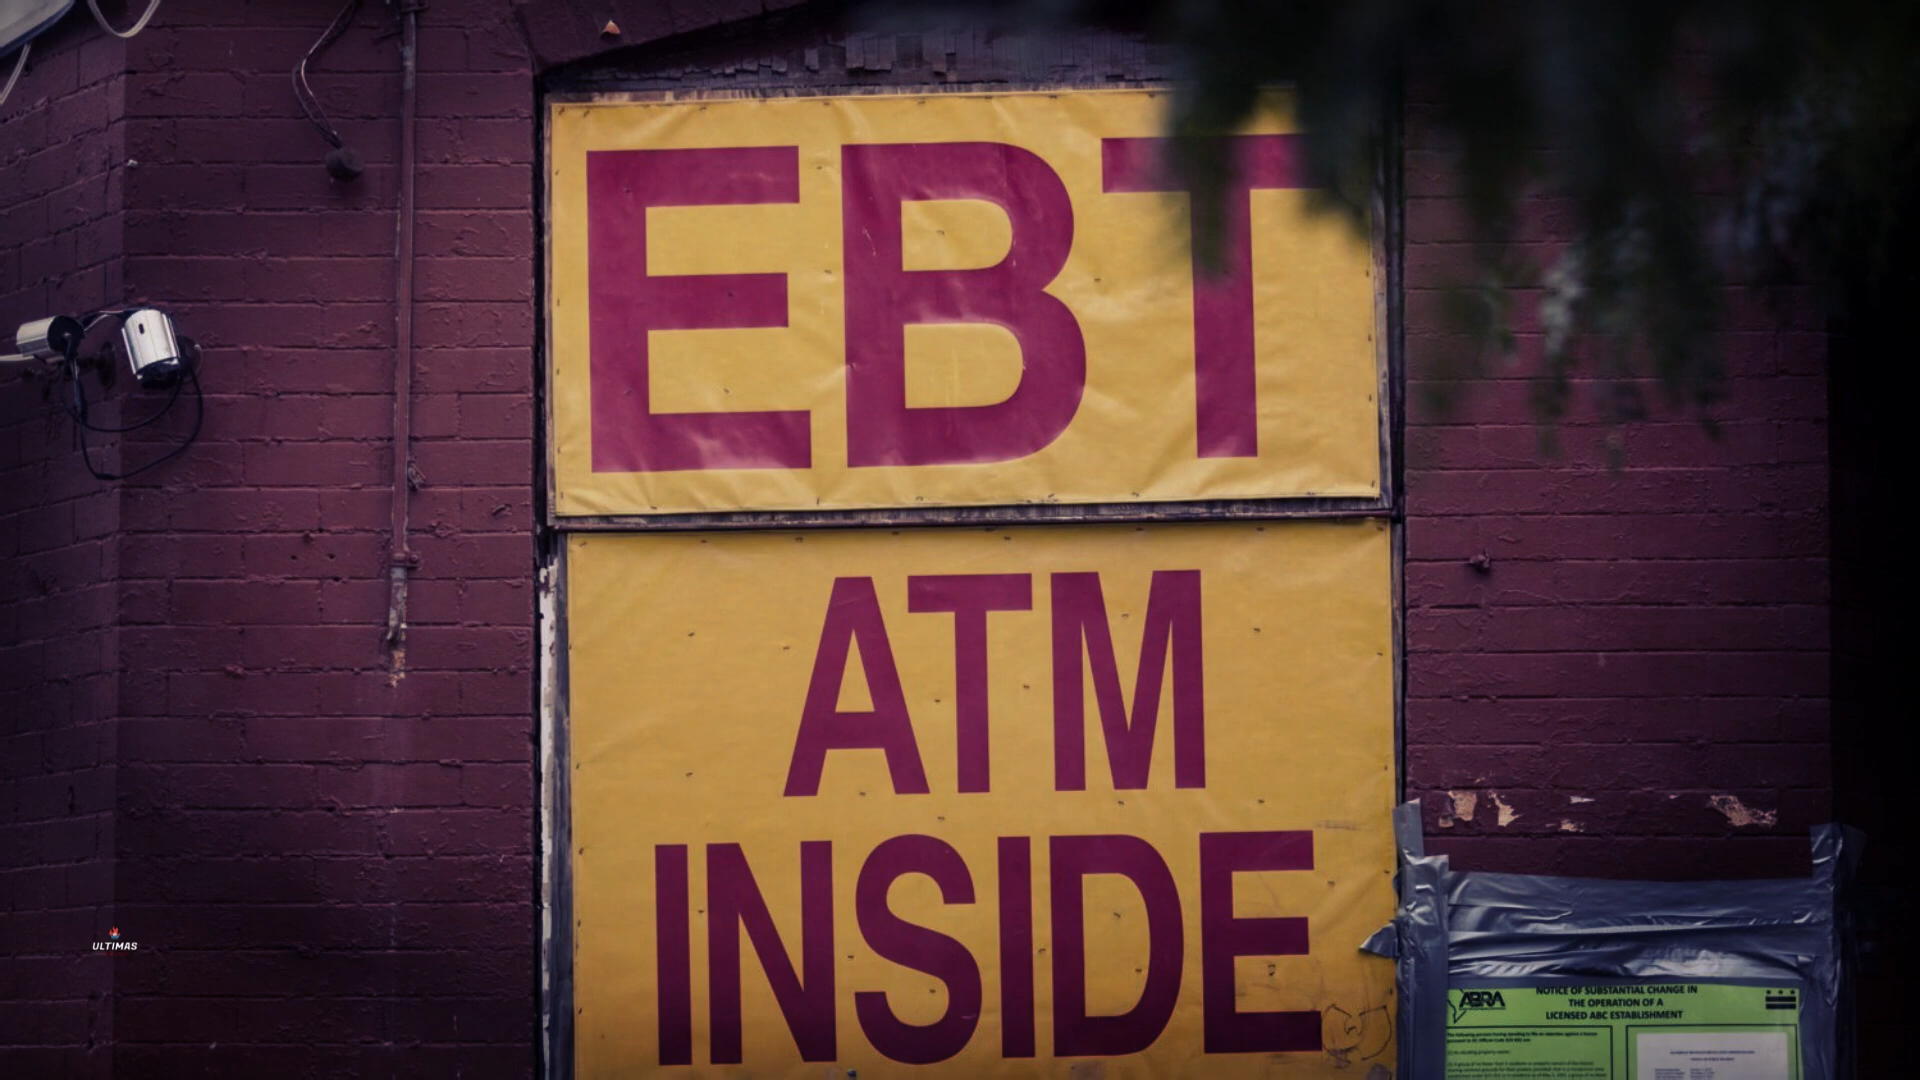 EBT
ATM
INSIDE
ULTIMAS
ABRA
NOTICE OF SUBSTANTIAL CHANGE IN
THE OPERATION OF A
LICENSED ABC ESTABLISHMENT